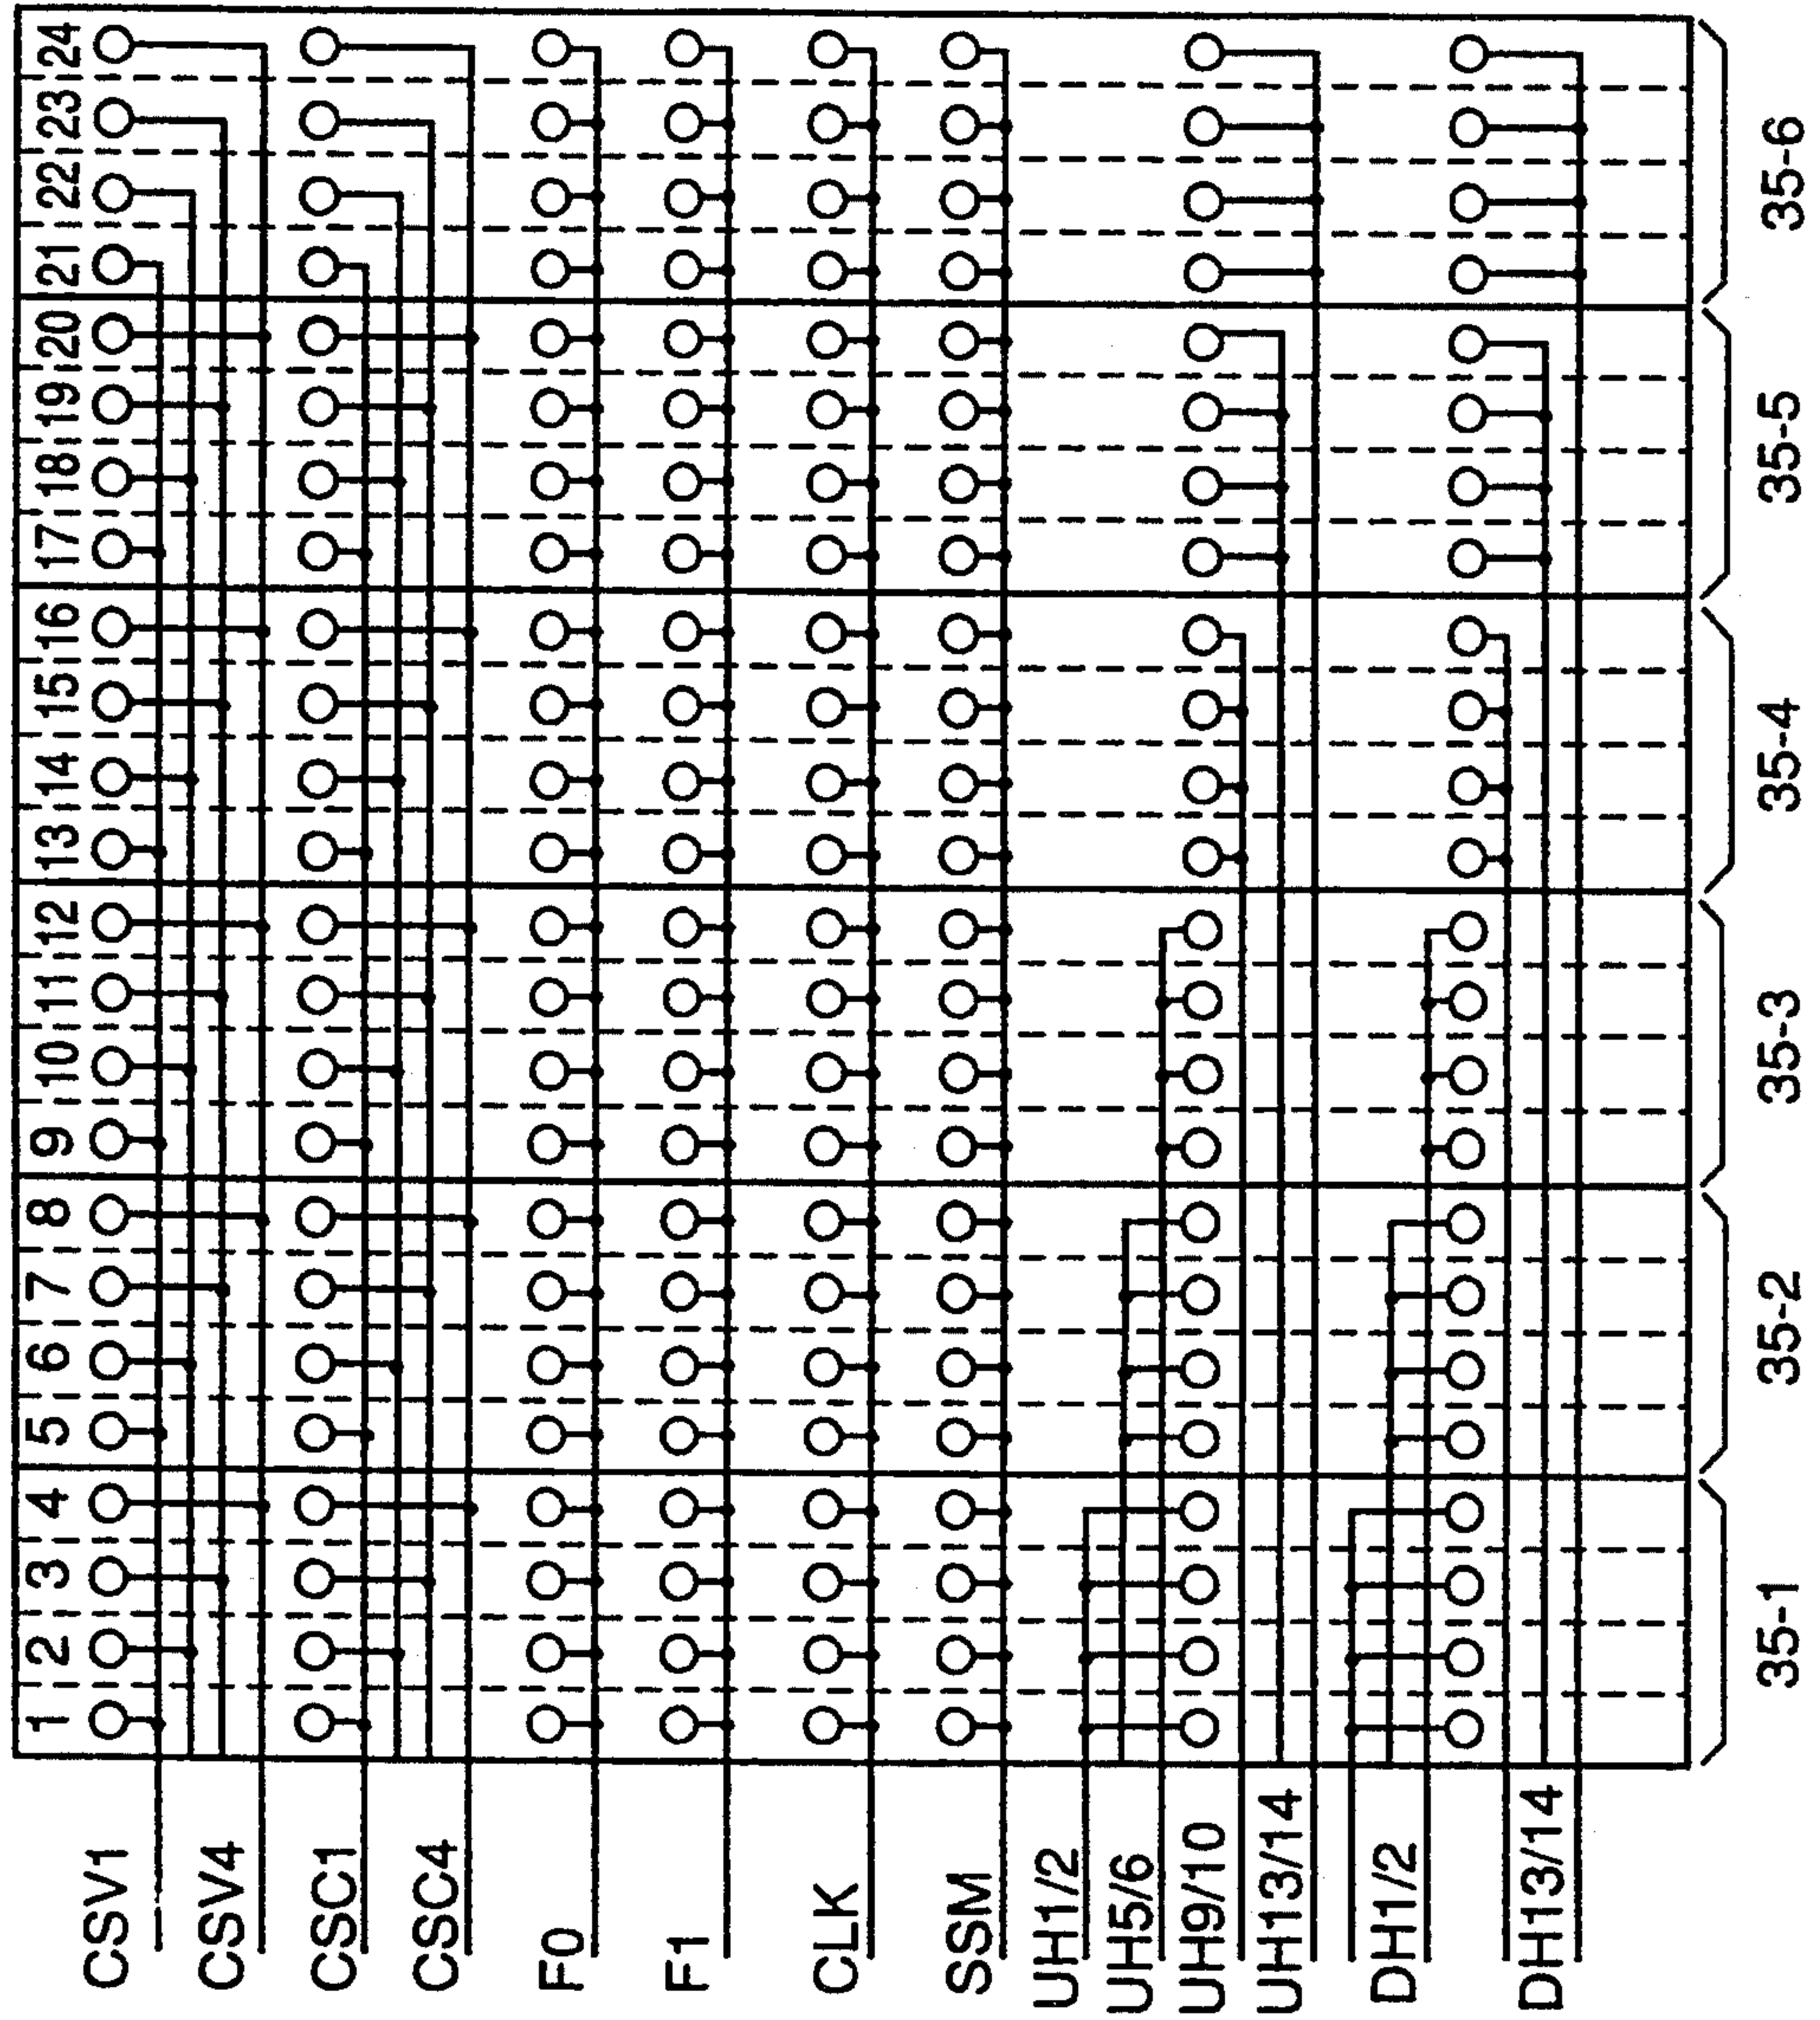 1 2 3 4 5 6 7 8 9 10 11 12 13 14 15 16 17 18 19 20 21 22 23 24
CSV1
CSV4
CSC1
CSC4
F0
F1
CLK
SSM
UH1/2
UH5/6
UH9/10
UH13/14
DH1/2
DH13/14
35-1 35-2 35-3 35-4 35-5 35-6